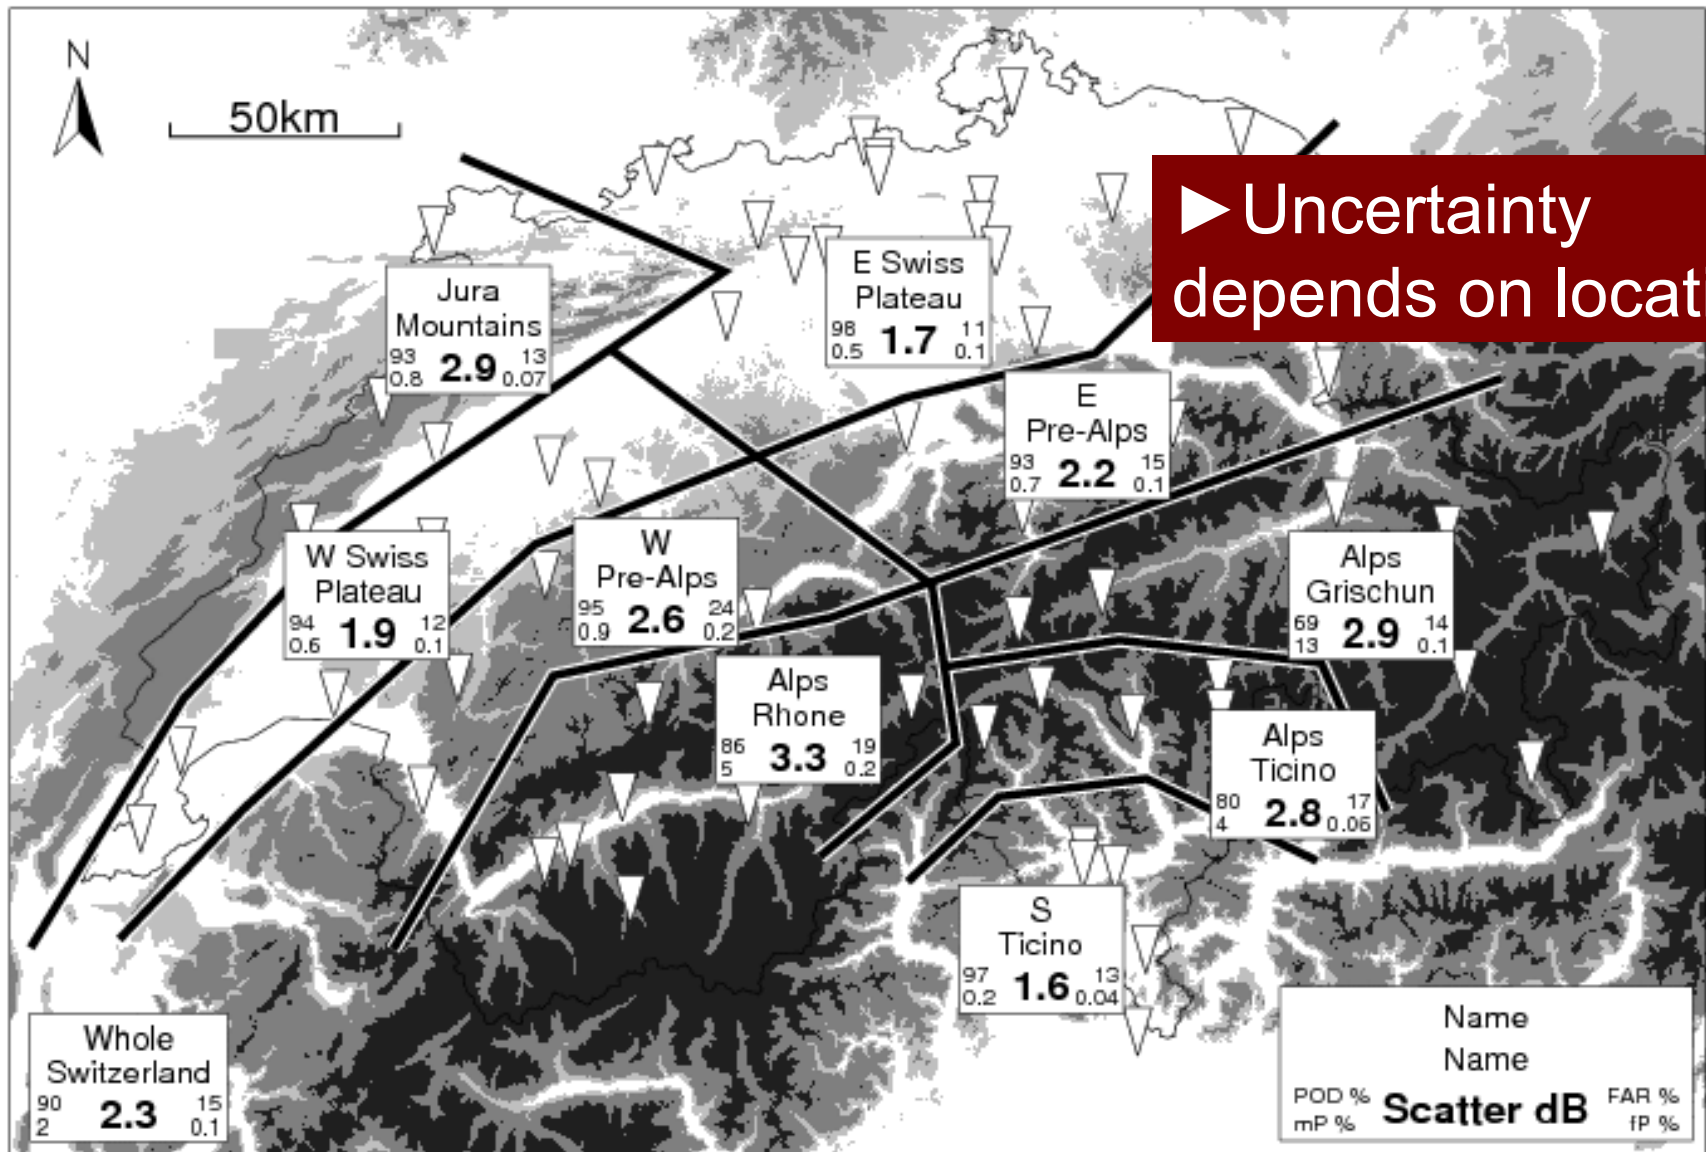 N
50km
►Uncertainty
depends on locati
E Swiss
Plateau
98 1.7 11
0.5 0.1
Jura
Mountains
93 2.9 13
0.8 0.07
E
Pre-Alps
93 2.2 15
0.7 0.1
W Swiss
Plateau
94 1.9 12
0.6 0.1
W
Pre-Alps
95 2.6 24
0.9 0.2
Alps
Grischun
69 2.9 14
13 0.1
Alps
Rhone
86 3.3 19
5 0.2
Alps
Ticino
80 2.8 17
4 0.06
S
Ticino
97 1.6 13
0.2 0.04
Whole
Switzerland
90 2.3 15
2 0.1
Name
Name
POD % Scatter dB FAR %
mP % fP %